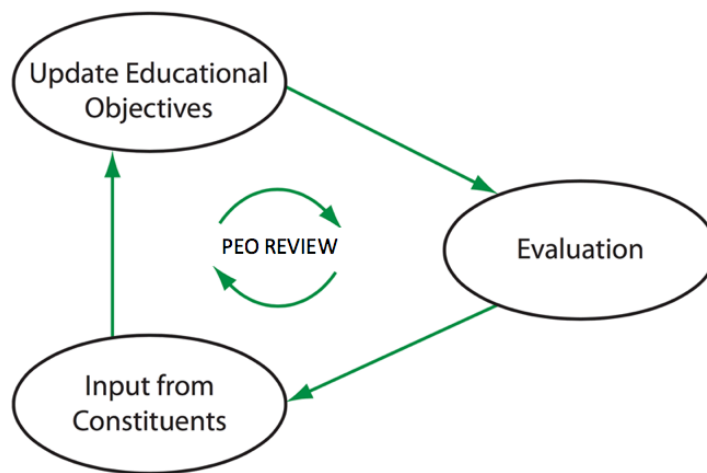 Update Educational
Objectives
Evaluation
PEO REVIEW
Input from
Constituents